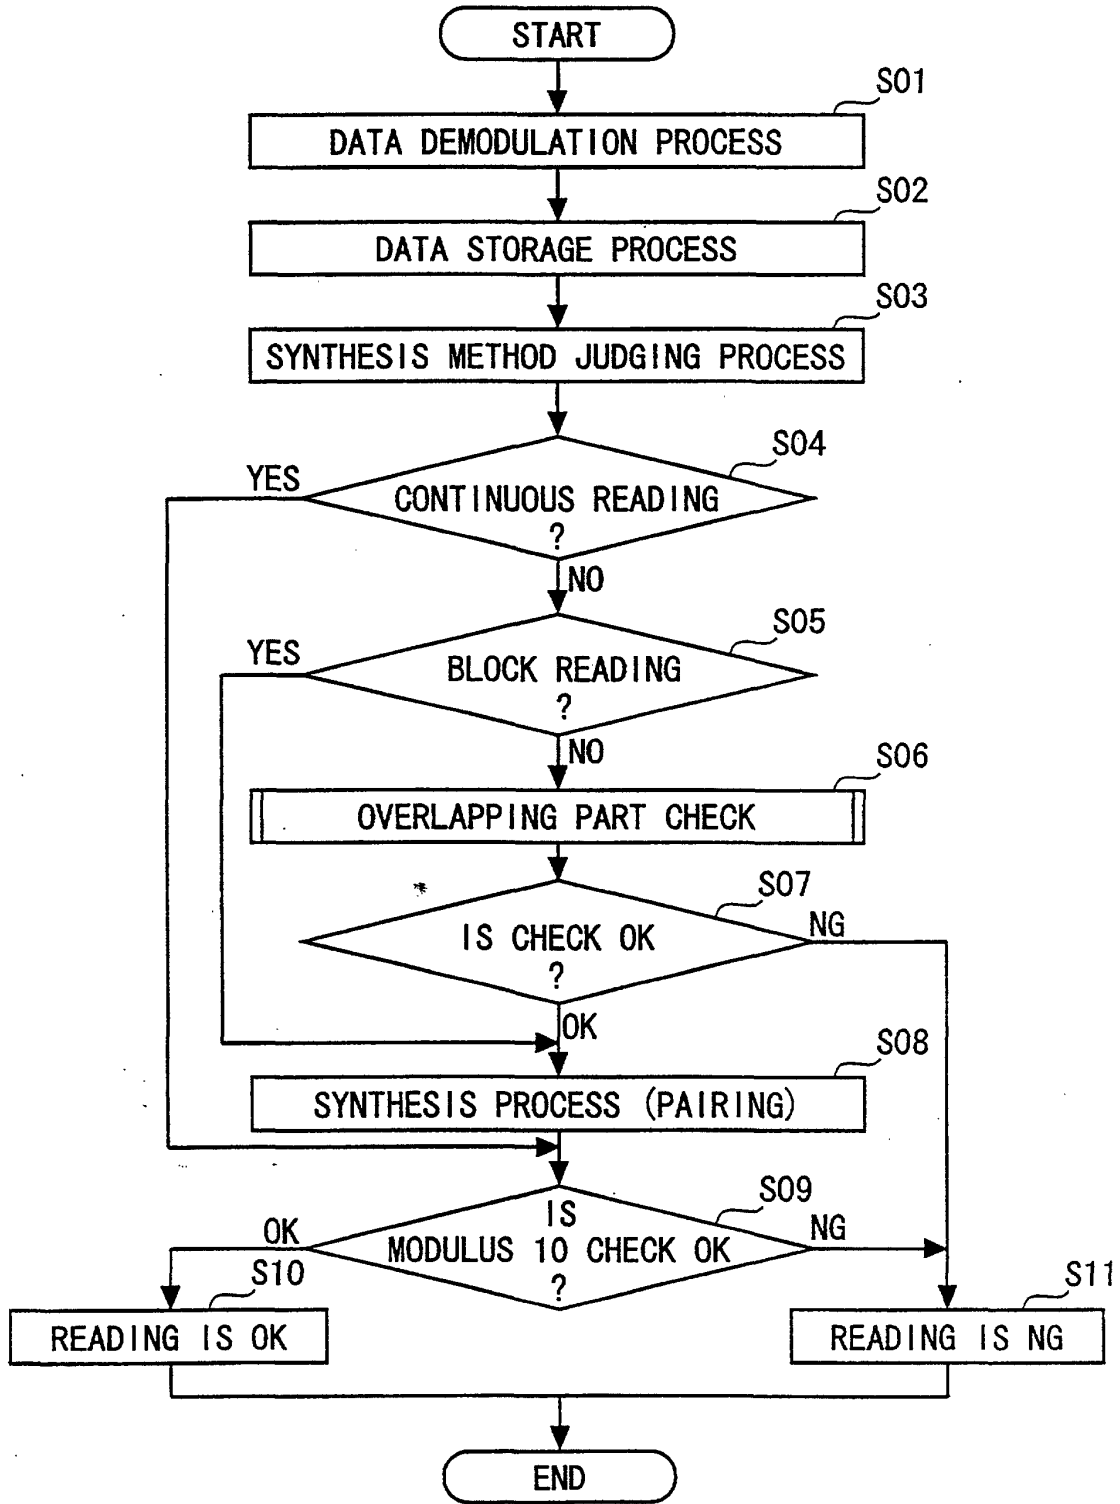 START
S01
DATA DEMODULATION PROCESS
S02
DATA STORAGE PROCESS
S03
SYNTHESIS METHOD JUDGING PROCESS
S04
YES
CONTINUOUS READING
?
NO
S05
YES
BLOCK READING
?
NO
S06
OVERLAPPING PART CHECK
S07
NG
IS CHECK OK
?
OK
S08
SYNTHESIS PROCESS (PAIRING)
S09
IS
OK
NG
MODULUS 10 CHECK OK
?
S10
S11
READING IS OK
READING IS NG
END